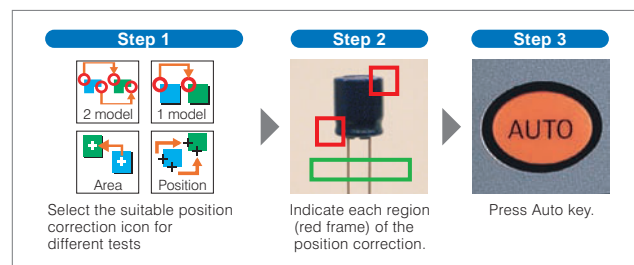 Step 1
Step 2
Step 3
2 model
1 model
Area
Position
AUTO
Select the suitable position
correction icon for
different tests
Indicate each region
(red frame) of the
position correction.
Press Auto key.